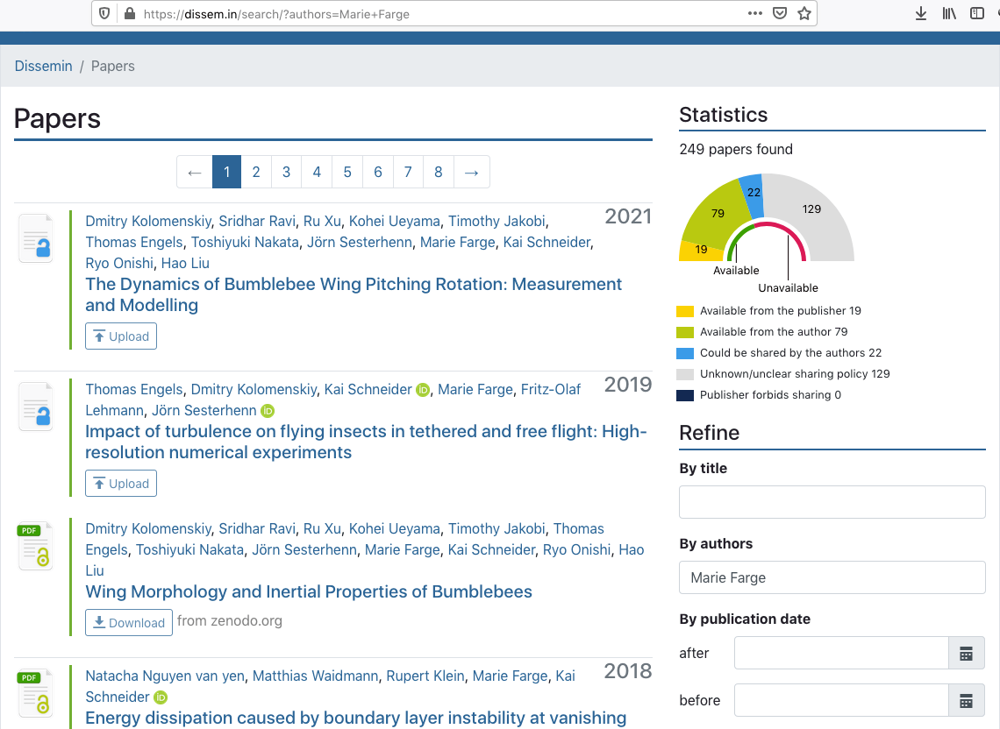 https://dissem.in/search/?authors=Marie+Farge
Dissemin / Papers
Papers
← 1 2 3 4 5 6 7 8 →
2021
Dmitry Kolomenskiy, Sridhar Ravi, Ru Xu, Kohei Ueyama, Timothy Jakobi,
Thomas Engels, Toshiyuki Nakata, Jörn Sesterhenn, Marie Farge, Kai Schneider,
Ryo Onishi, Hao Liu
The Dynamics of Bumblebee Wing Pitching Rotation: Measurement
and Modelling
Upload
2019
Thomas Engels, Dmitry Kolomenskiy, Kai Schneider iD, Marie Farge, Fritz-Olaf
Lehmann, Jörn Sesterhenn iD
Impact of turbulence on flying insects in tethered and free flight: High-
resolution numerical experiments
Upload
PDF
Dmitry Kolomenskiy, Sridhar Ravi, Ru Xu, Kohei Ueyama, Timothy Jakobi, Thomas
Engels, Toshiyuki Nakata, Jörn Sesterhenn, Marie Farge, Kai Schneider, Ryo Onishi, Hao
Liu
Wing Morphology and Inertial Properties of Bumblebees
Download from zenodo.org
2018
PDF
Natacha Nguyen van yen, Matthias Waidmann, Rupert Klein, Marie Farge, Kai
Schneider iD
Energy dissipation caused by boundary layer instability at vanishing
Statistics
249 papers found
22
79
129
19
Available
Unavailable
Available from the publisher 19
Available from the author 79
Could be shared by the authors 22
Unknown/unclear sharing policy 129
Publisher forbids sharing 0
Refine
By title
By authors
Marie Farge
By publication date
after
before